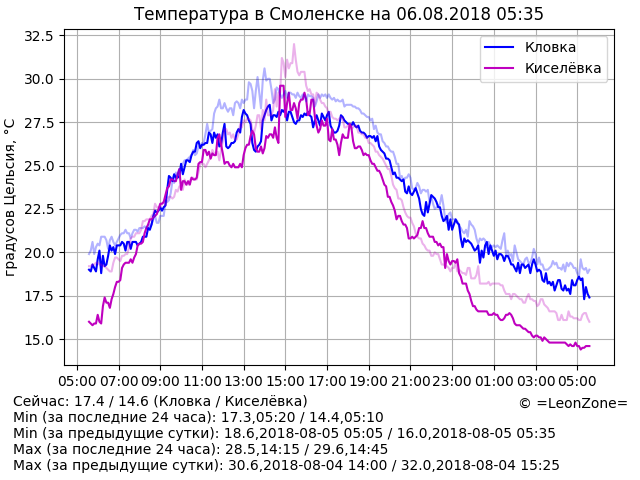 Температура в Смоленске на 06.08.2018 05:35
градусов Цельсия, °C
32.5
30.0
27.5
25.0
22.5
20.0
17.5
15.0
Кловка
Киселёвка
05:00 07:00 09:00 11:00 13:00 15:00 17:00 19:00 21:00 23:00 01:00 03:00 05:00
Сейчас: 17.4 / 14.6 (Кловка / Киселёвка)
© =LeonZone=
Min (за последние 24 часа): 17.3,05:20 / 14.4,05:10
Min (за предыдущие сутки): 18.6,2018-08-05 05:05 / 16.0,2018-08-05 05:35
Max (за последние 24 часа): 28.5,14:15 / 29.6,14:45
Max (за предыдущие сутки): 30.6,2018-08-04 14:00 / 32.0,2018-08-04 15:25